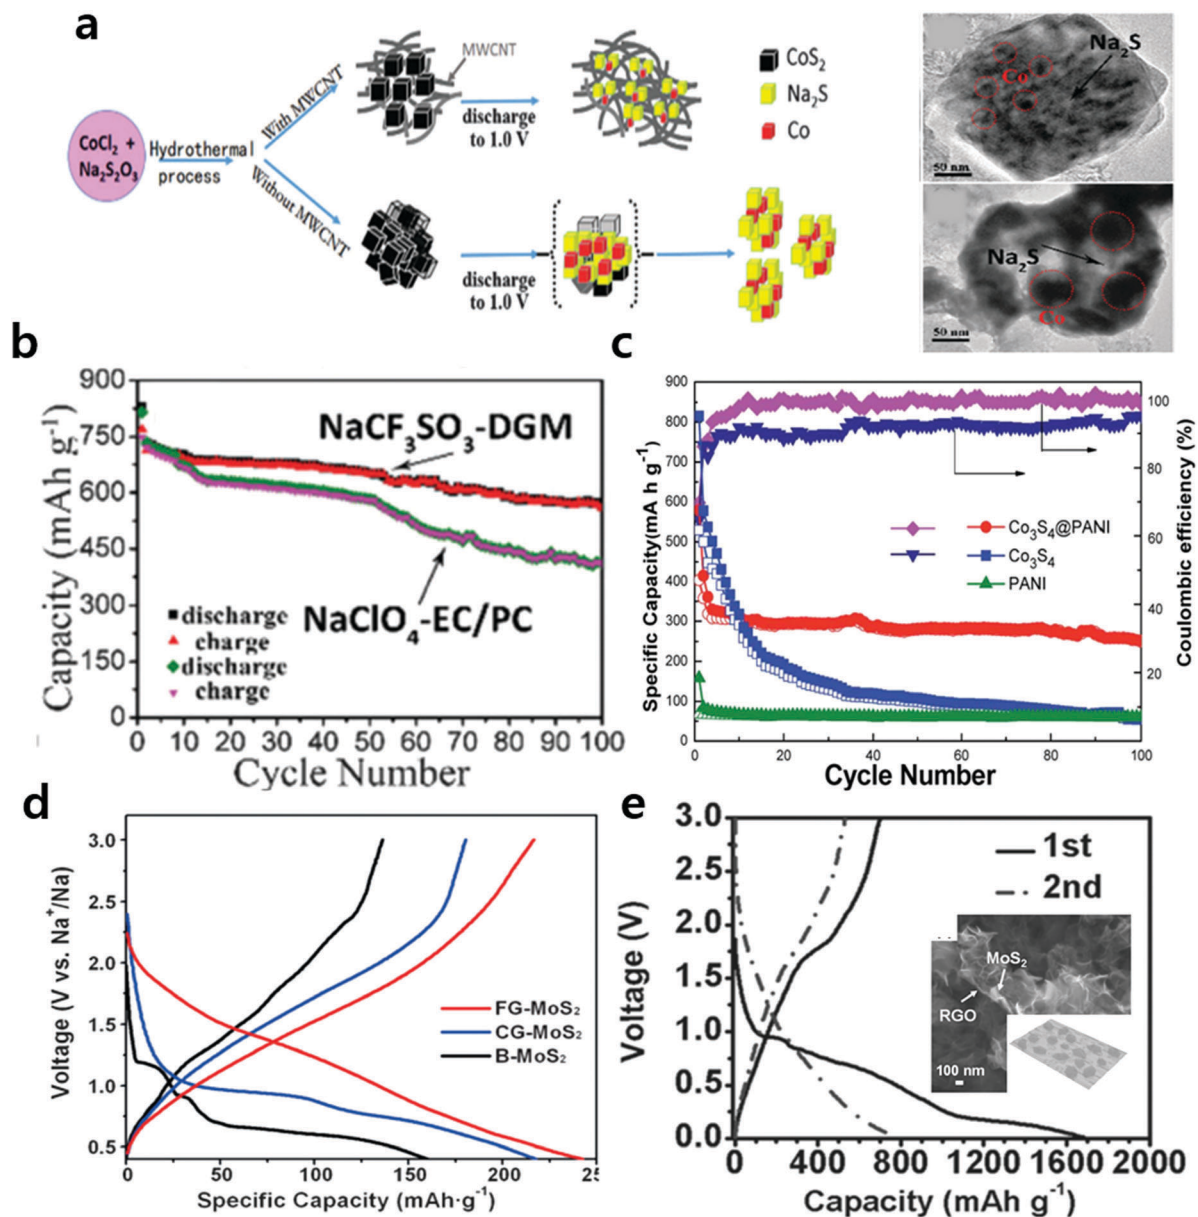 a
CoCl2 +
Na2S2O3
Hydrothermal
process
With MWCNT
Without MWCNT
MWCNT
discharge
to 1.0 V
discharge
to 1.0 V
CoS2
Na2S
Co
Na2S
Co
50 nm
Na2S
Co
50 nm
b
900
750
600
450
300
150
0
Capacity (mAh g-1)
NaCF3SO3-DGM
NaClO4-EC/PC
discharge
charge
discharge
charge
0 10 20 30 40 50 60 70 80 90 100
Cycle Number
c
900
800
700
600
500
400
300
200
100
0
Specific Capacity(mA h g-1)
100
80
60
40
20
Coulombic efficiency (%)
Co3S4@PANI
Co3S4
PANI
0 20 40 60 80 100
Cycle Number
d
3.0
2.5
2.0
1.5
1.0
0.5
Voltage (V vs. Na+/Na)
FG-MoS2
CG-MoS2
B-MoS2
0 50 100 150 200 25
Specific Capacity (mAh·g-1)
e
3.0
2.5
2.0
1.5
1.0
0.5
0.0
Voltage (V)
1st
2nd
MoS2
RGO
100 nm
0 400 800 1200 1600 2000
Capacity (mAh g-1)